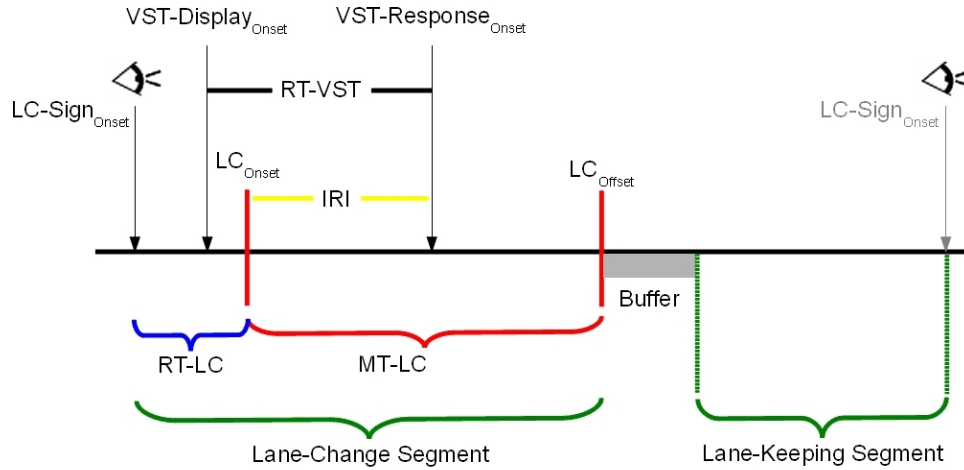 VST-Display Onset VST-Response Onset
RT-VST
LC-Sign Onset LC-Sign Onset
LC Onset LC Offset
IRI
Buffer
RT-LC MT-LC
Lane-Change Segment Lane-Keeping Segment